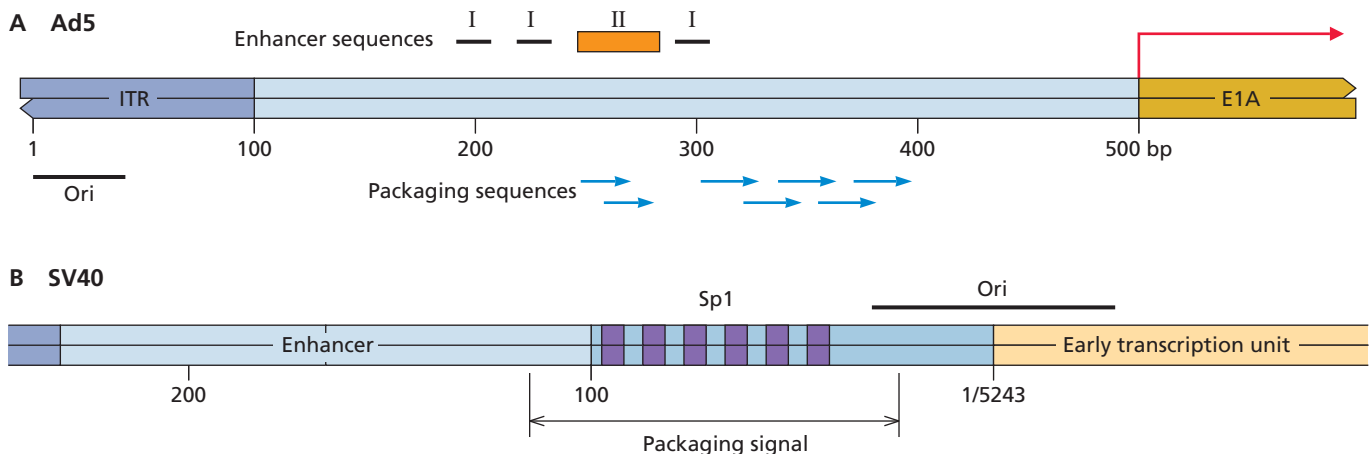 A Ad5
I I II I
Enhancer sequences
ITR E1A
1 100 200 300 400 500 bp
Ori
Packaging sequences
B SV40
Sp1 Ori
Enhancer Early transcription unit
200 100 1/5243
Packaging signal